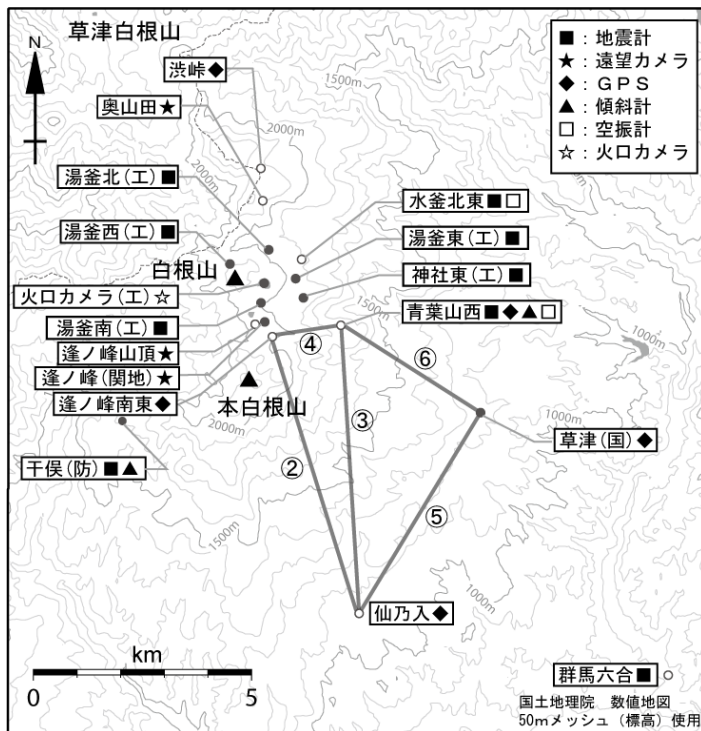 草津白根山
N
■：地震計
★：遠望カメラ
◆：ＧＰＳ
▲：傾斜計
□：空振計
☆：火口カメラ
渋峠◆
奥山田★
湯釜北(工)■
湯釜西(工)■
白根山
火口カメラ(工)☆
湯釜南(工)■
逢ノ峰山頂★
逢ノ峰(関地)★
逢ノ峰南東◆
本白根山
干俣(防)■▲
水釜北東■□
湯釜東(工)■
神社東(工)■
青葉山西■◆▲□
草津(国)◆
仙乃入◆
群馬六合■
1500m
2000m
2000m
1500m
1000m
2000m
1000m
1500m
1000m
④
⑥
③
②
⑤
km
0 5
国土地理院　数値地図
50mメッシュ（標高）使用